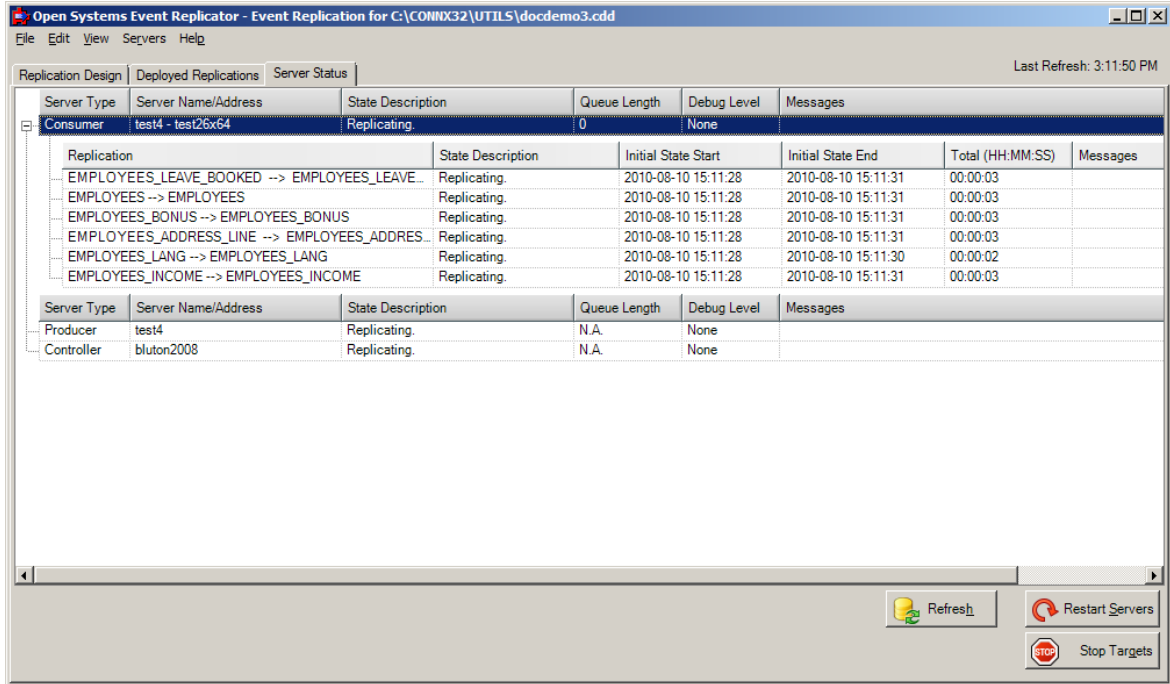 Open Systems Event Replicator - Event Replication for C:\CONNX32\UTILS\docdemo3.cdd
File Edit View Servers Help
Replication Design Deployed Replications Server Status Last Refresh: 3:11:50 PM
Server Type Server Name/Address State Description Queue Length Debug Level Messages
Consumer test4 - test26x64 Replicating. 0 None
Replication State Description Initial State Start Initial State End Total (HH:MM:SS) Messages
EMPLOYEES_LEAVE_BOOKED --> EMPLOYEES_LEAVE... Replicating. 2010-08-10 15:11:28 2010-08-10 15:11:31 00:00:03
EMPLOYEES --> EMPLOYEES Replicating. 2010-08-10 15:11:28 2010-08-10 15:11:31 00:00:03
EMPLOYEES_BONUS --> EMPLOYEES_BONUS Replicating. 2010-08-10 15:11:28 2010-08-10 15:11:31 00:00:03
EMPLOYEES_ADDRESS_LINE --> EMPLOYEES_ADDRES... Replicating. 2010-08-10 15:11:28 2010-08-10 15:11:31 00:00:03
EMPLOYEES_LANG --> EMPLOYEES_LANG Replicating. 2010-08-10 15:11:28 2010-08-10 15:11:30 00:00:02
EMPLOYEES_INCOME --> EMPLOYEES_INCOME Replicating. 2010-08-10 15:11:28 2010-08-10 15:11:31 00:00:03
Server Type Server Name/Address State Description Queue Length Debug Level Messages
Producer test4 Replicating. N.A. None
Controller bluton2008 Replicating. N.A. None
Refresh Restart Servers
STOP Stop Targets